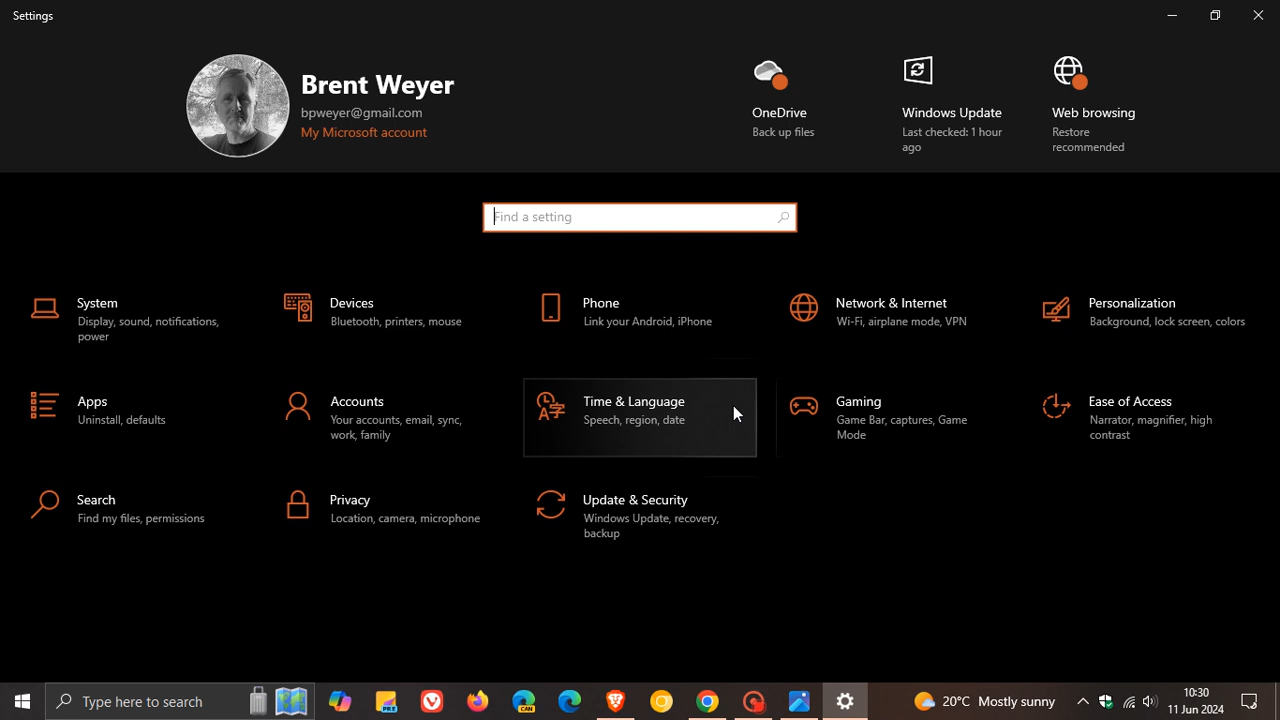 Settings
Brent Weyer
bpweyer@gmail.com
My Microsoft account
OneDrive
Back up files
Windows Update
Last checked: 1 hour
ago
Web browsing
Restore
recommended
Find a setting
System
Display, sound, notifications,
power
Devices
Bluetooth, printers, mouse
Phone
Link your Android, iPhone
Network & Internet
Wi-Fi, airplane mode, VPN
Personalization
Background, lock screen, colors
Apps
Uninstall, defaults
Accounts
Your accounts, email, sync,
work, family
A字
Time & Language
Speech, region, date
Gaming
Game Bar, captures, Game
Mode
Ease of Access
Narrator, magnifier, high
contrast
Search
Find my files, permissions
Privacy
Location, camera, microphone
Update & Security
Windows Update, recovery,
backup
Type here to search
PRE
CAN
20°C Mostly sunny
10:30
11 Jun 2024